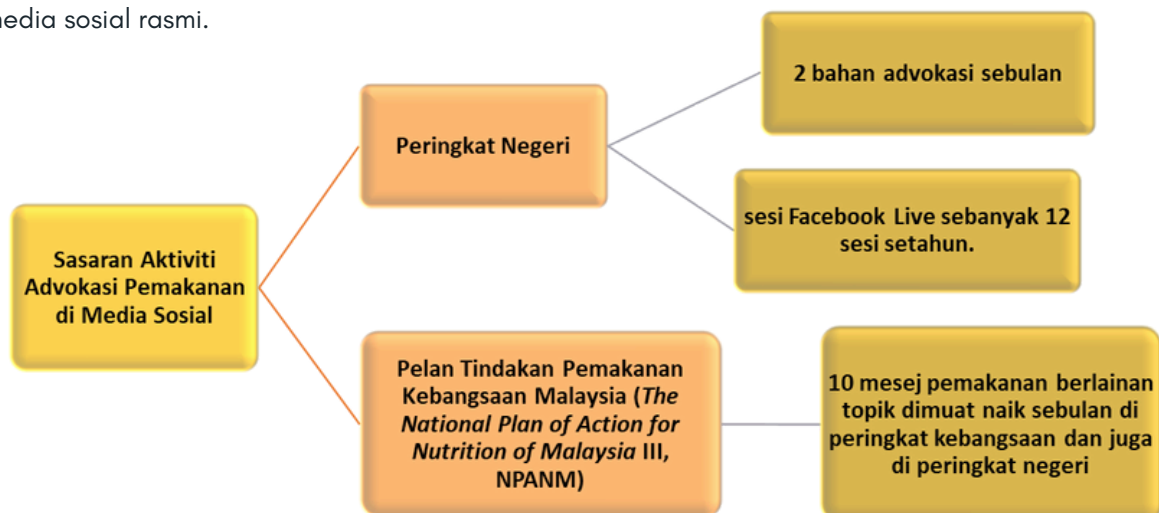 media sosial rasmi.
2 bahan advokasi sebulan
Peringkat Negeri
sesi Facebook Live sebanyak 12
sesi setahun.
Sasaran Aktiviti
Advokasi Pemakanan
di Media Sosial
Pelan Tindakan Pemakanan
Kebangsaan Malaysia (The
National Plan of Action for
Nutrition of Malaysia III,
NPANM)
10 mesej pemakanan berlainan
topik dimuat naik sebulan di
peringkat kebangsaan dan juga
di peringkat negeri